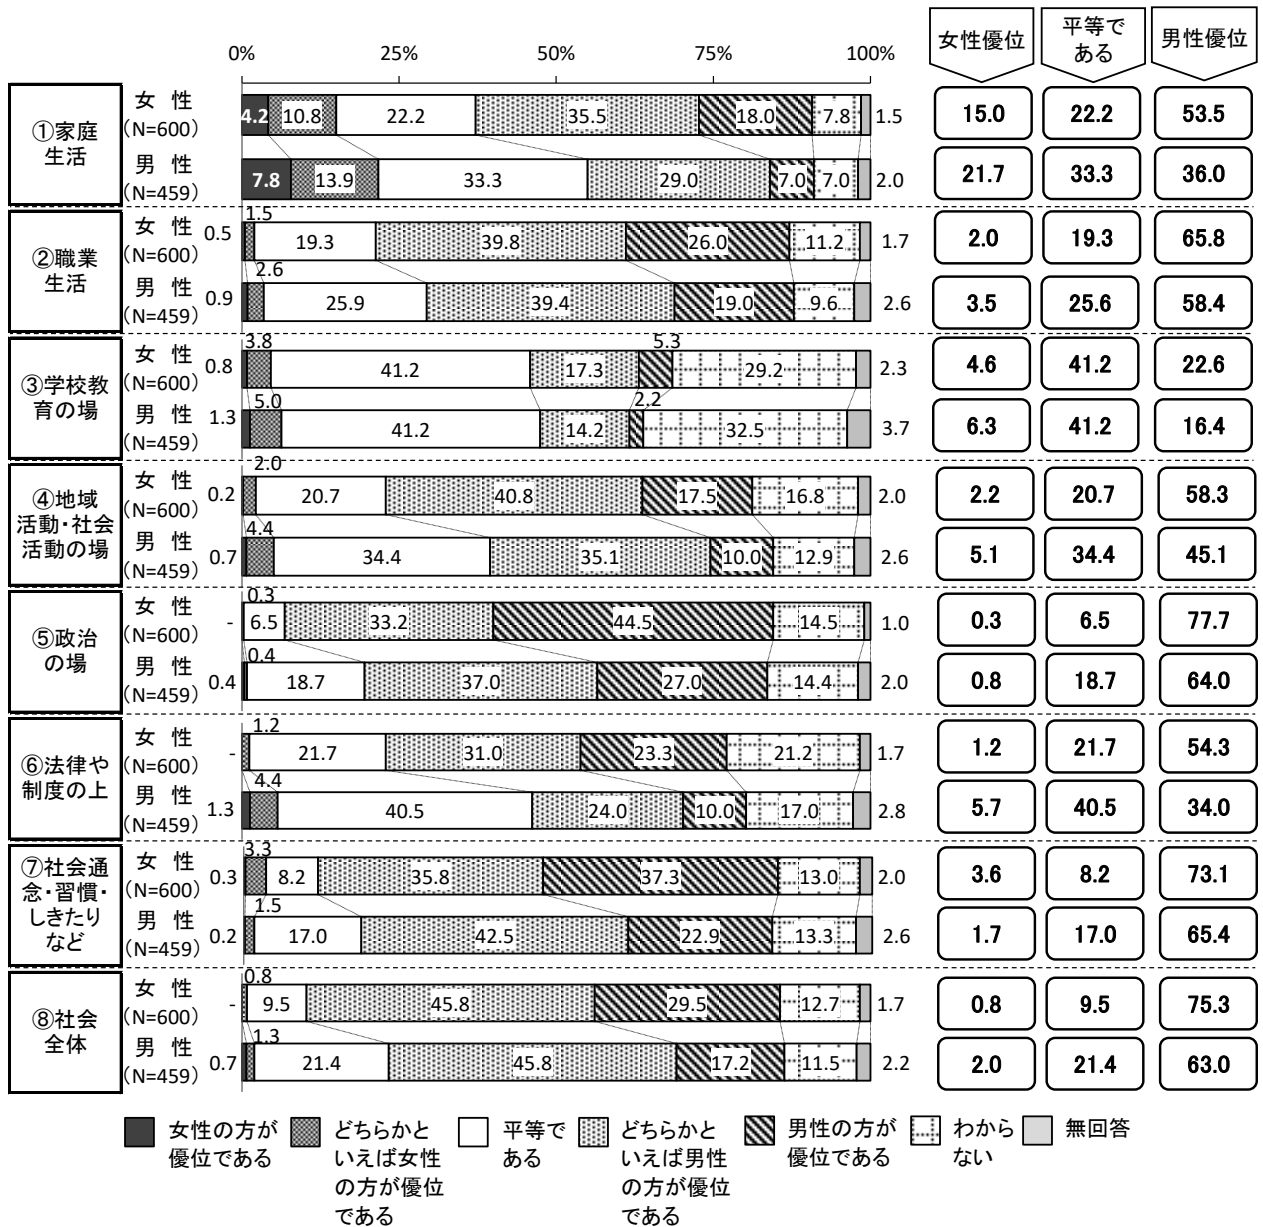 0% 25% 50% 75% 100%
女性優位
平等で
ある
男性優位
①家庭
生活
女 性
(N=600)
4.2 10.8 22.2 35.5 18.0 7.8 1.5
15.0 22.2 53.5
男 性
(N=459)
7.8 13.9 33.3 29.0 7.0 7.0 2.0
21.7 33.3 36.0
②職業
生活
女 性
(N=600)
0.5 1.5 19.3 39.8 26.0 11.2 1.7
2.0 19.3 65.8
男 性
(N=459)
0.9 2.6 25.9 39.4 19.0 9.6 2.6
3.5 25.6 58.4
③学校教
育の場
女 性
(N=600)
0.8 3.8 41.2 17.3 5.3 29.2 2.3
4.6 41.2 22.6
男 性
(N=459)
1.3 5.0 41.2 14.2 2.2 32.5 3.7
6.3 41.2 16.4
④地域
活動・社会
活動の場
女 性
(N=600)
0.2 2.0 20.7 40.8 17.5 16.8 2.0
2.2 20.7 58.3
男 性
(N=459)
0.7 4.4 34.4 35.1 10.0 12.9 2.6
5.1 34.4 45.1
⑤政治
の場
女 性
(N=600)
- 0.3 6.5 33.2 44.5 14.5 1.0
0.3 6.5 77.7
男 性
(N=459)
0.4 0.4 18.7 37.0 27.0 14.4 2.0
0.8 18.7 64.0
⑥法律や
制度の上
女 性
(N=600)
- 1.2 21.7 31.0 23.3 21.2 1.7
1.2 21.7 54.3
男 性
(N=459)
1.3 4.4 40.5 24.0 10.0 17.0 2.8
5.7 40.5 34.0
⑦社会通
念・習慣・
しきたり
など
女 性
(N=600)
0.3 3.3 8.2 35.8 37.3 13.0 2.0
3.6 8.2 73.1
男 性
(N=459)
0.2 1.5 17.0 42.5 22.9 13.3 2.6
1.7 17.0 65.4
⑧社会
全体
女 性
(N=600)
- 0.8 9.5 45.8 29.5 12.7 1.7
0.8 9.5 75.3
男 性
(N=459)
0.7 1.3 21.4 45.8 17.2 11.5 2.2
2.0 21.4 63.0
女性の方が
優位である
どちらかと
いえば女性
の方が優位
である
平等で
ある
どちらかと
いえば男性
の方が優位
である
男性の方が
優位である
わから
ない
無回答